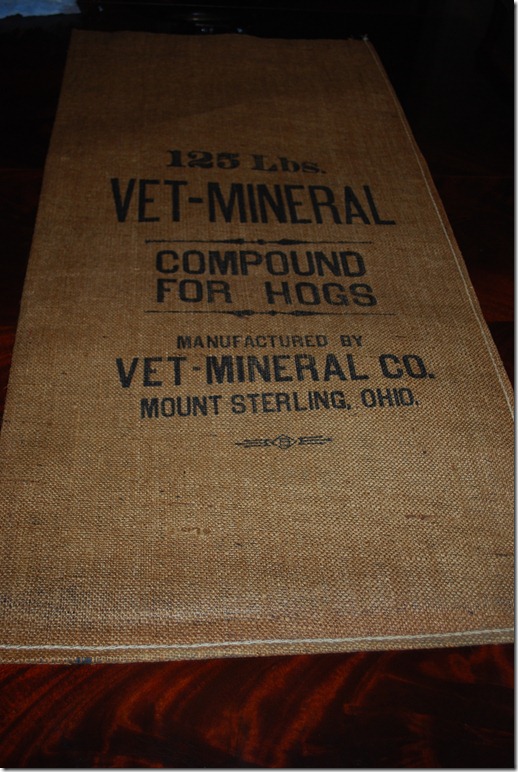 125 Lbs.
VET-MINERAL
COMPOUND
FOR HOGS
MANUFACTURED BY
VET-MINERAL CO.
MOUNT STERLING, OHIO.